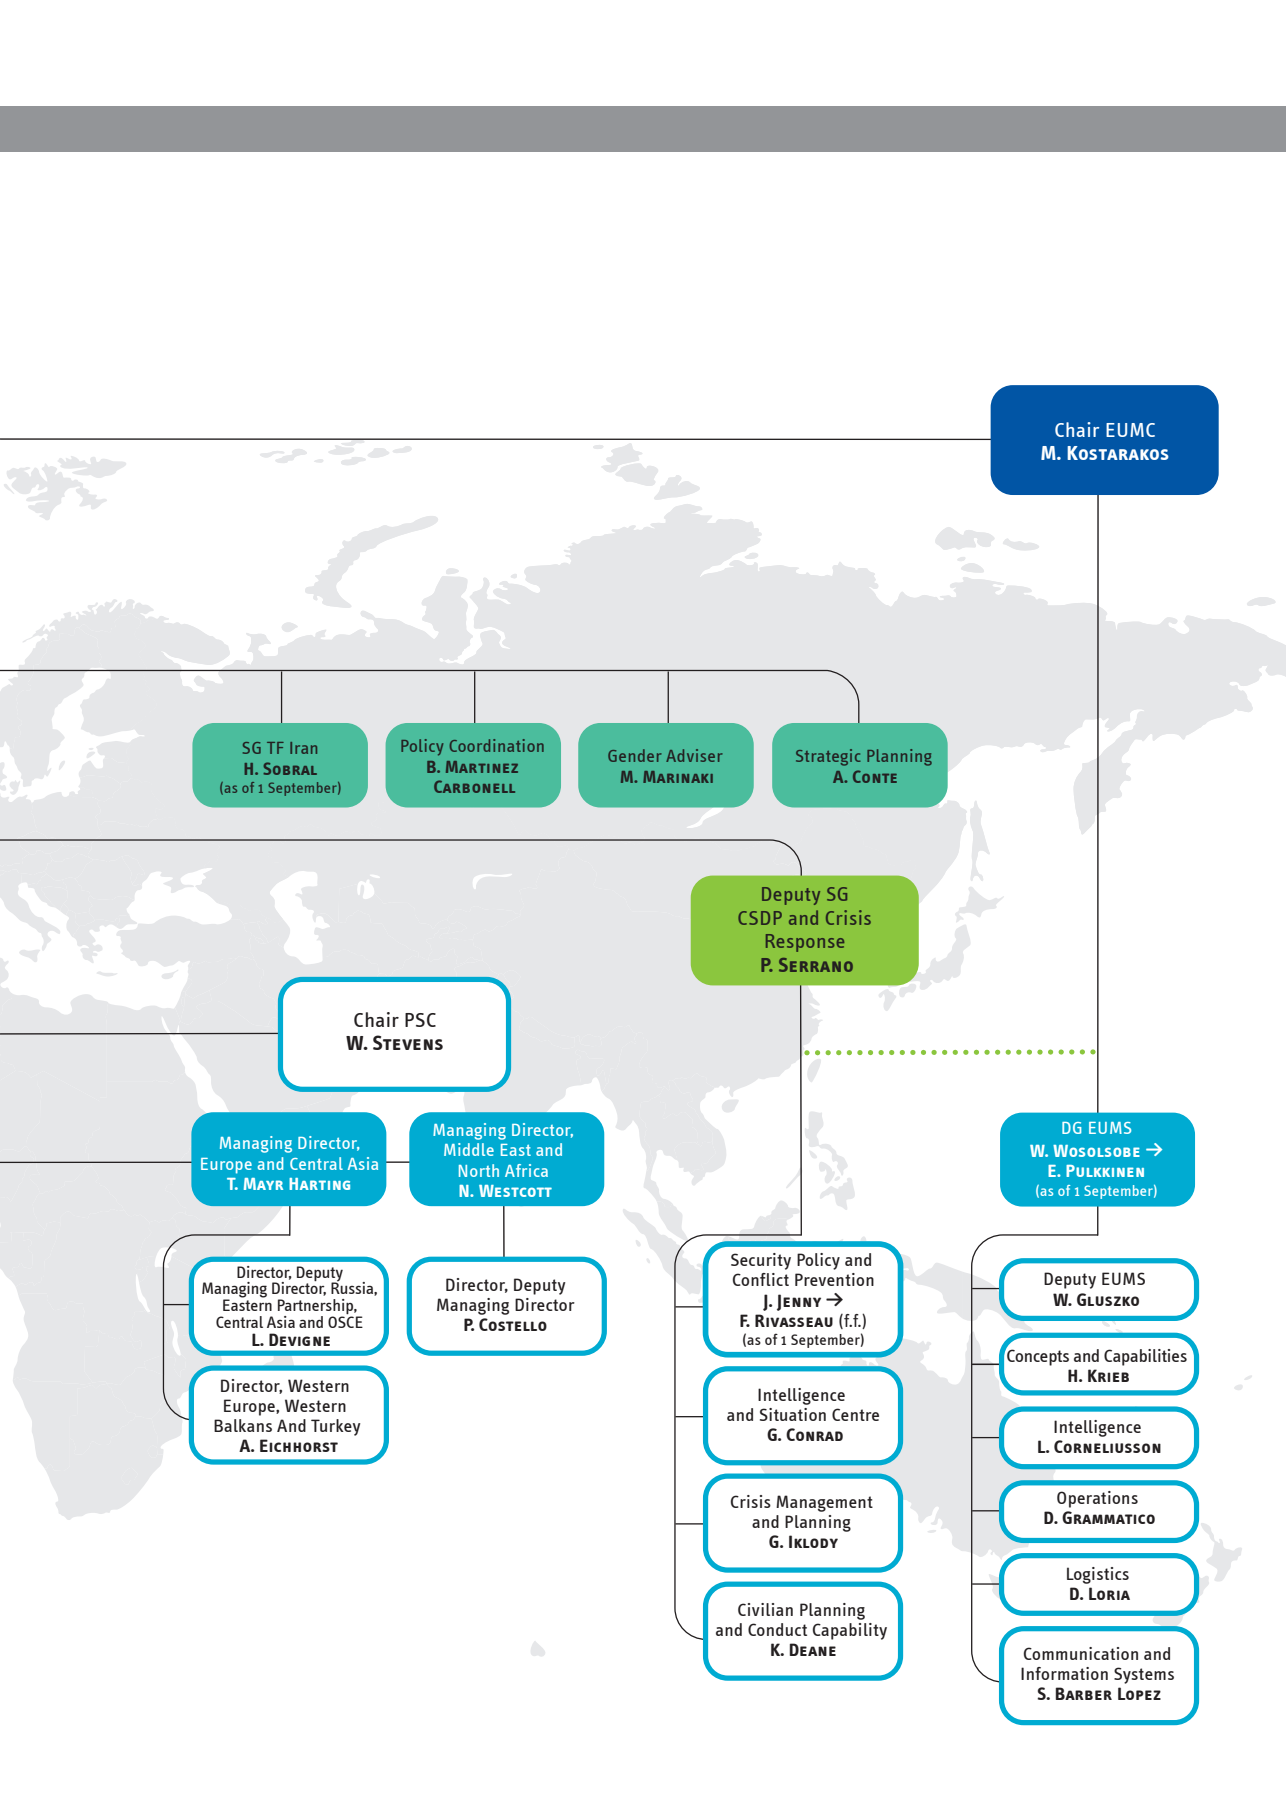 Chair EUMC
M. Kostarakos
SG TF Iran
H. Sobral
(as of 1 September)
Policy Coordination
B. Martinez
Carbonell
Gender Adviser
M. Marinaki
Strategic Planning
A. Conte
Deputy SG
CSDP and Crisis
Response
P. Serrano
Chair PSC
W. Stevens
Managing Director,
Europe and Central Asia
T. Mayr Harting
Managing Director,
Middle East and
North Africa
N. Westcott
DG EUMS
W. Wosolsobe →
E. Pulkkinen
(as of 1 September)
Director, Deputy
Managing Director, Russia,
Eastern Partnership,
Central Asia and OSCE
L. Devigne
Director, Western
Europe, Western
Balkans And Turkey
A. Eichhorst
Director, Deputy
Managing Director
P. Costello
Security Policy and
Conflict Prevention
J. Jenny →
F. Rivasseau (f.f.)
(as of 1 September)
Intelligence
and Situation Centre
G. Conrad
Crisis Management
and Planning
G. Iklody
Civilian Planning
and Conduct Capability
K. Deane
Deputy EUMS
W. Gluszko
Concepts and Capabilities
H. Krieb
Intelligence
L. Corneliusson
Operations
D. Grammatico
Logistics
D. Loria
Communication and
Information Systems
S. Barber Lopez